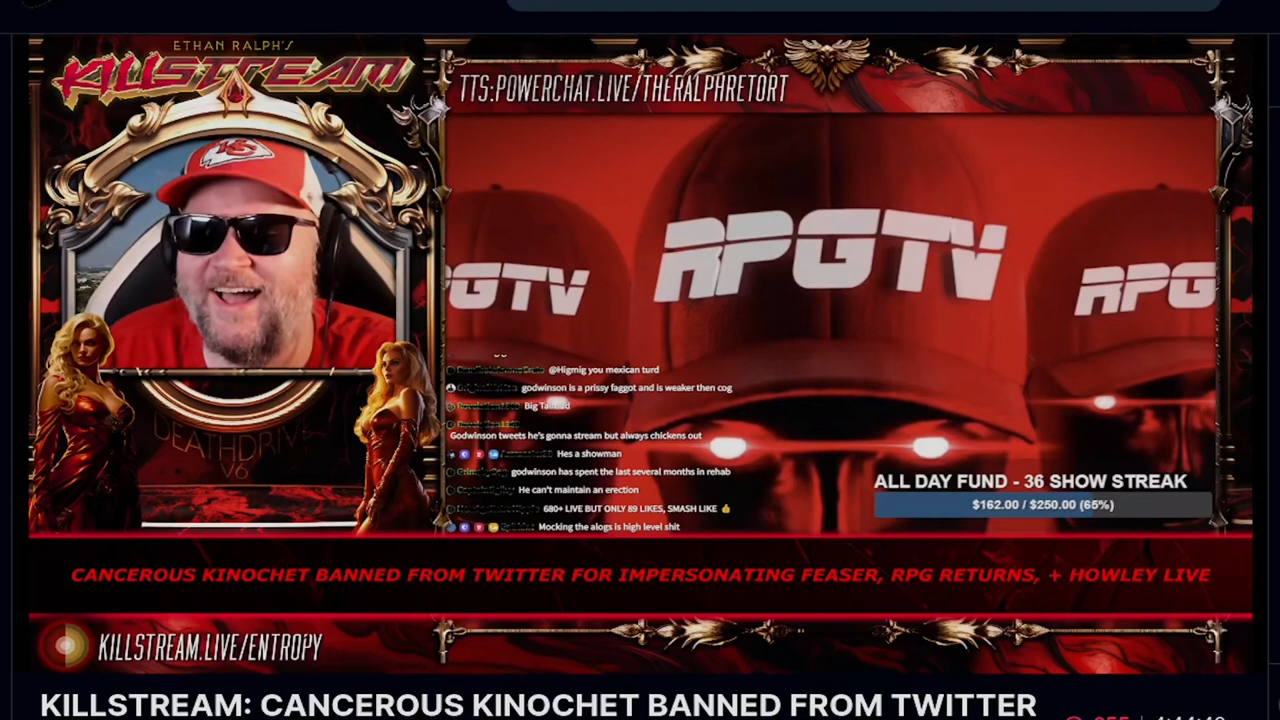 ETHAN RALPH'S
KILLSTREAM
TTS:POWERCHAT.LIVE/THERALPHRETORT
RPGTV
PGTV
RPG
KC
@Higmig you mexican turd
godwinson is a prissy faggot and is weaker then cog
Big
Godwinson tweets he's gonna stream but always chickens out
Hes a showman
godwinson has spent the last several months in rehab
He can't maintain an erection
680+ LIVE BUT ONLY 89 LIKES, SMASH LIKE 👍
Mocking the alogs is high level shit
DEATHDRIV
V6
ALL DAY FUND - 36 SHOW STREAK
$162.00 / $250.00 (65%)
CANCEROUS KINOCHET BANNED FROM TWITTER FOR IMPERSONATING FEASER, RPG RETURNS, + HOWLEY LIVE
KILLSTREAM.LIVE/ENTROPY
KILLSTREAM: CANCEROUS KINOCHET BANNED FROM TWITTER